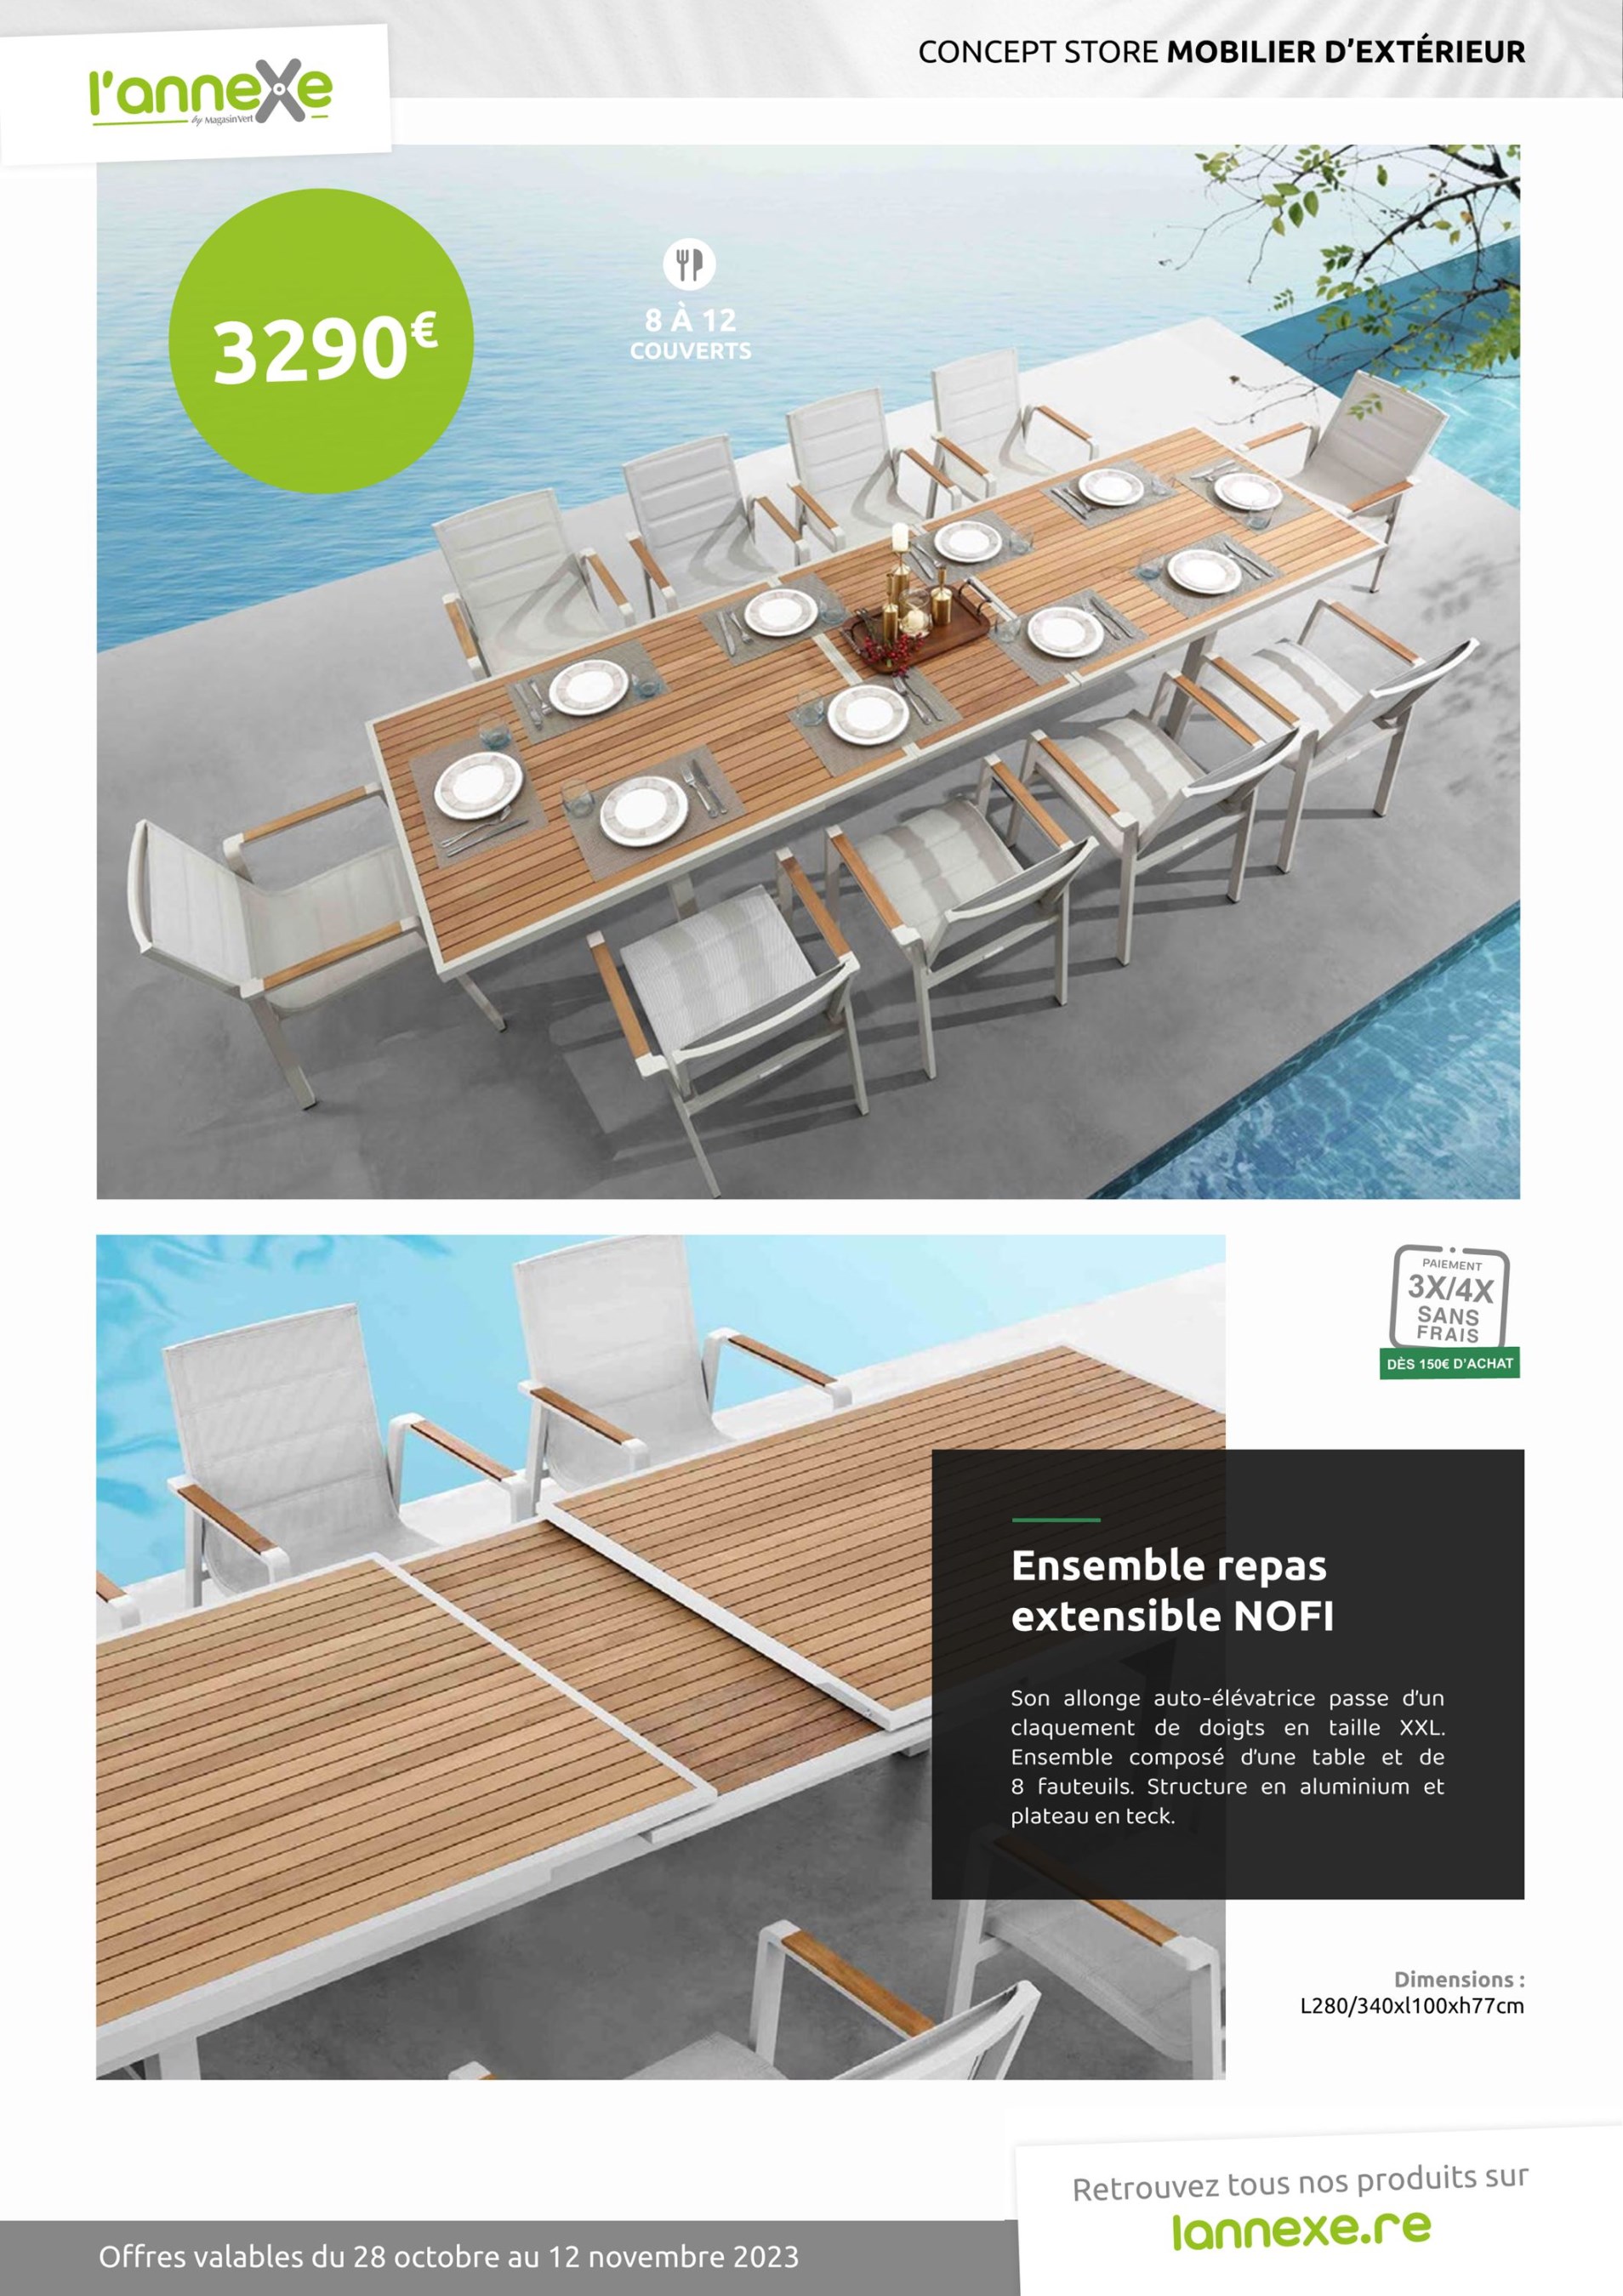 l'annexe
by MagasinVert
CONCEPT STORE MOBILIER D'EXTÉRIEUR
3290€
8 À 12
COUVERTS
PAIEMENT
3X/4X
SANS
FRAIS
DÈS 150€ D'ACHAT
Ensemble repas
extensible NOFI
Son allonge auto-élévatrice passe d'un
claquement de doigts en taille XXL.
Ensemble composé d'une table et de
8 fauteuils. Structure en aluminium et
plateau en teck.
Dimensions :
L280/340xl100xh77cm
Retrouvez tous nos produits sur
lannexe.re
Offres valables du 28 octobre au 12 novembre 2023